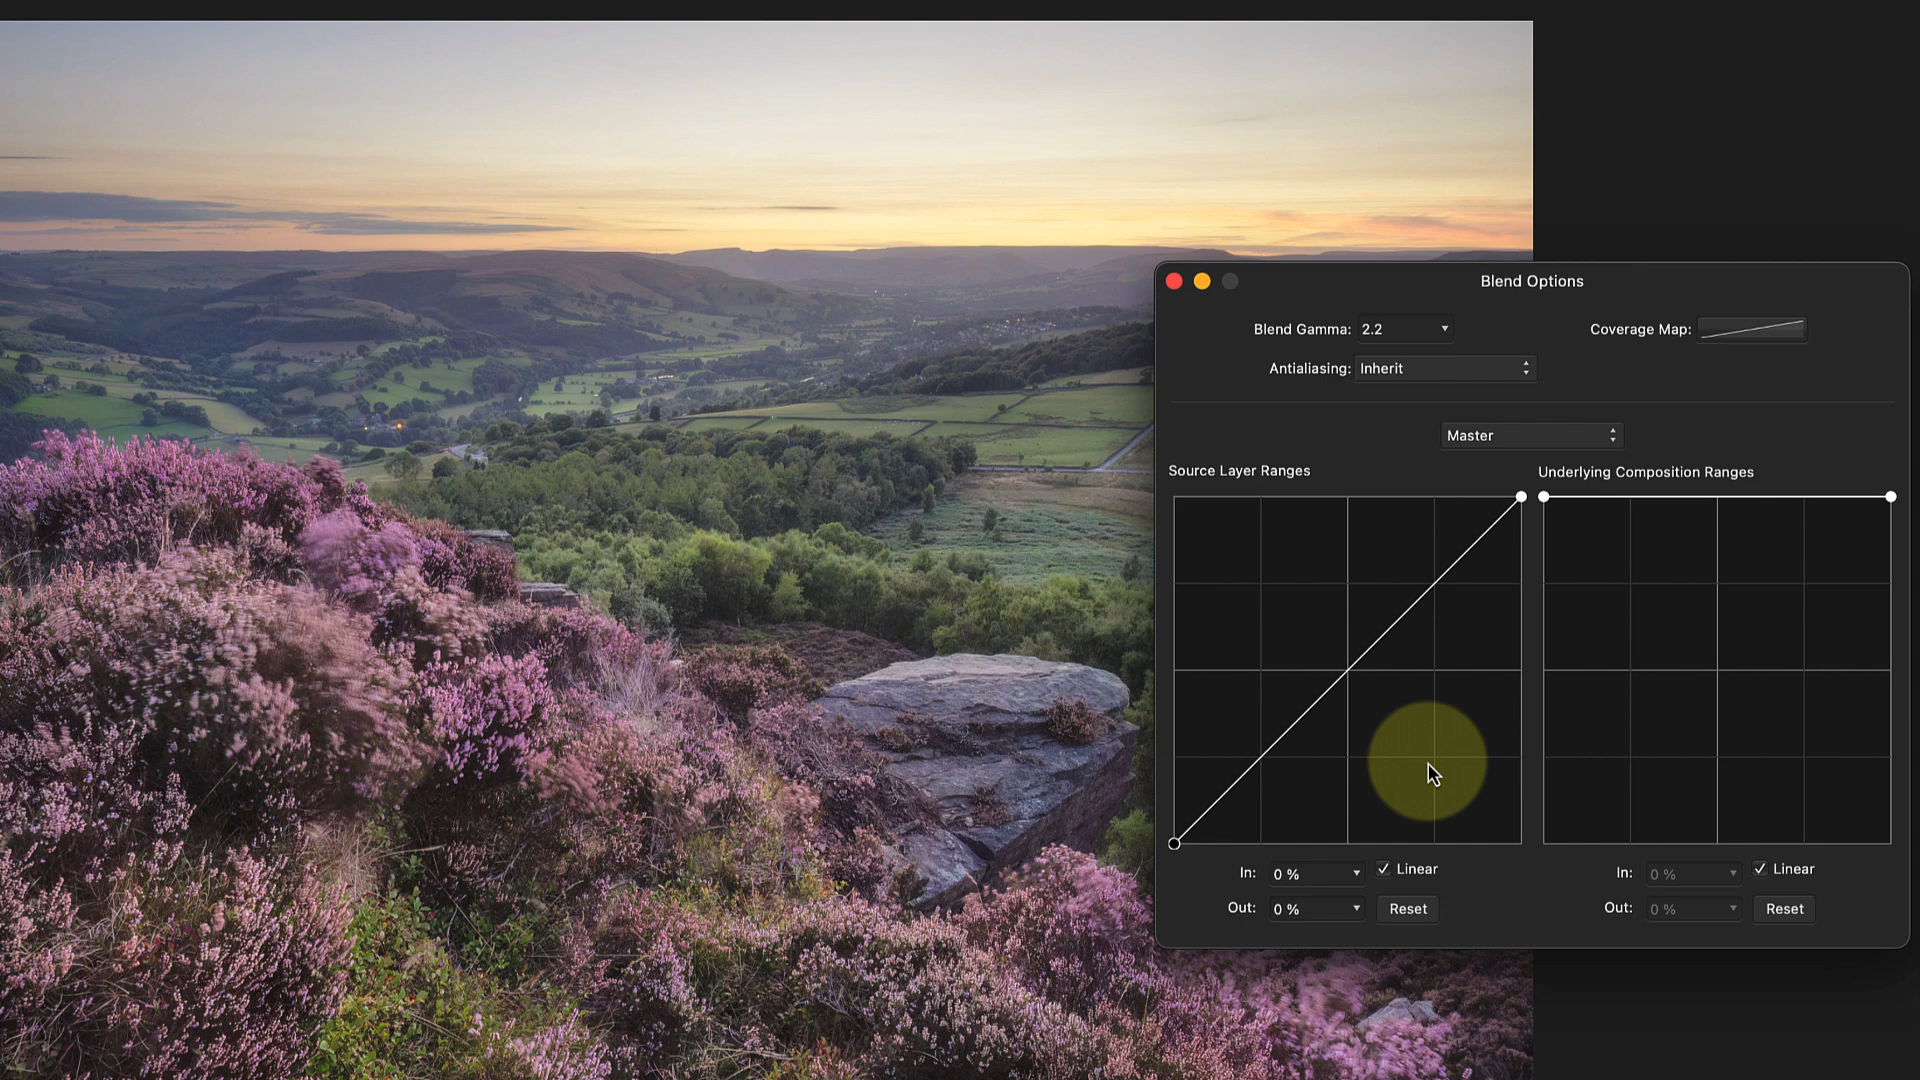 Blend Options
Blend Gamma: 2.2
Coverage Map:
Antialiasing: Inherit
Master
Source Layer Ranges
Underlying Composition Ranges
In: 0 % Linear
Out: 0 % Reset
In: 0 % Linear
Out: 0 % Reset